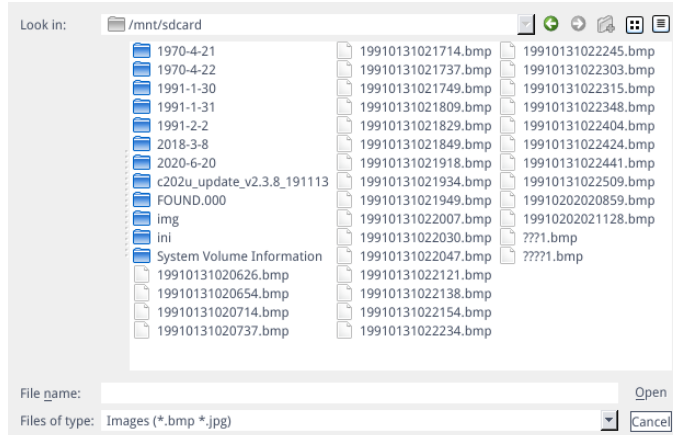 Look in: /mnt/sdcard
1970-4-21
1970-4-22
1991-1-30
1991-1-31
1991-2-2
2018-3-8
2020-6-20
c202u_update_v2.3.8_191113
FOUND.000
img
ini
System Volume Information
19910131020626.bmp
19910131020654.bmp
19910131020714.bmp
19910131020737.bmp
19910131021714.bmp
19910131021737.bmp
19910131021749.bmp
19910131021809.bmp
19910131021829.bmp
19910131021849.bmp
19910131021918.bmp
19910131021934.bmp
19910131021949.bmp
19910131022007.bmp
19910131022030.bmp
19910131022047.bmp
19910131022121.bmp
19910131022138.bmp
19910131022154.bmp
19910131022234.bmp
19910131022245.bmp
19910131022303.bmp
19910131022315.bmp
19910131022348.bmp
19910131022404.bmp
19910131022424.bmp
19910131022441.bmp
19910131022509.bmp
19910202020859.bmp
19910202021128.bmp
???1.bmp
????1.bmp
File name: Open
Files of type: Images (*.bmp *.jpg) Cancel